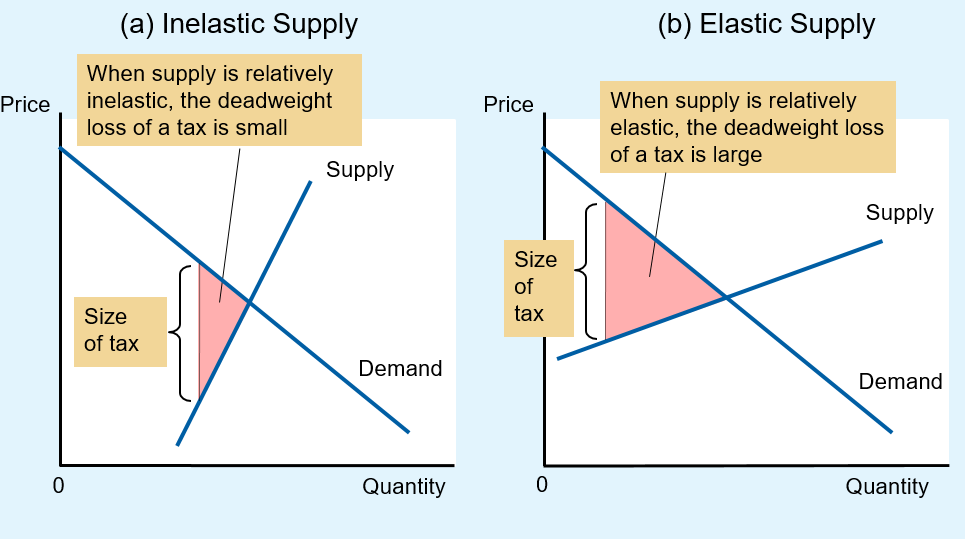 (a) Inelastic Supply
When supply is relatively
inelastic, the deadweight
loss of a tax is small
Price
Supply
Size
of tax
Demand
0
Quantity
(b) Elastic Supply
When supply is relatively
elastic, the deadweight loss
of a tax is large
Price
Supply
Size
of
tax
Demand
0
Quantity